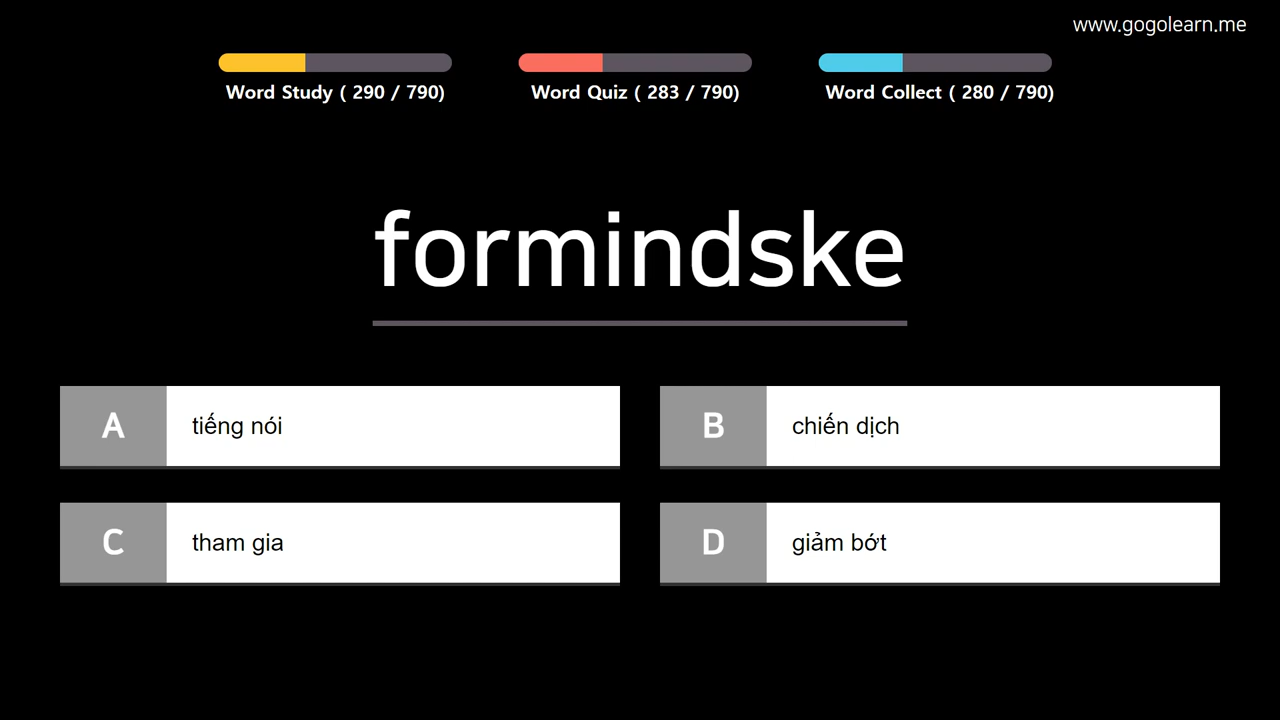 www.gogolearn.me
Word Study ( 290 / 790)
Word Quiz ( 283 / 790)
Word Collect ( 280 / 790)
formindske
A
tiếng nói
B
chiến dịch
C
tham gia
D
giảm bớt